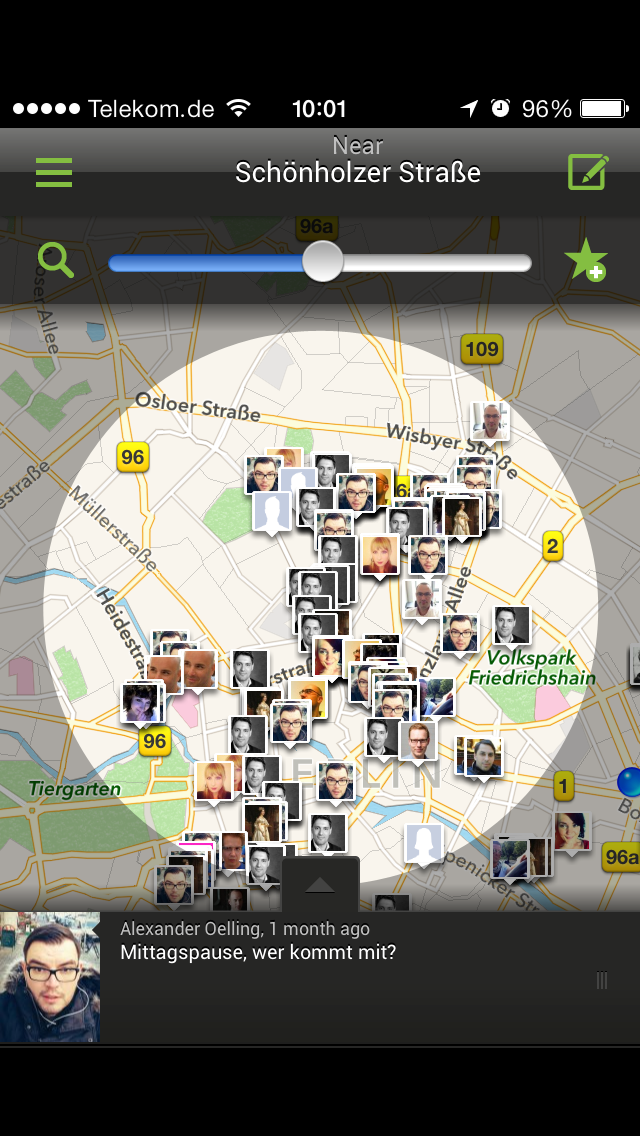 Telekom.de 10:01 96%
Near
Schönholzer Straße
96a
109
Osloer Straße
Wisbyer Straße
96
Müllerstraße
2
Allee
Volkspark
Friedrichshain
96
Tiergarten
1
96a
Alexander Oelling, 1 month ago
Mittagspause, wer kommt mit?